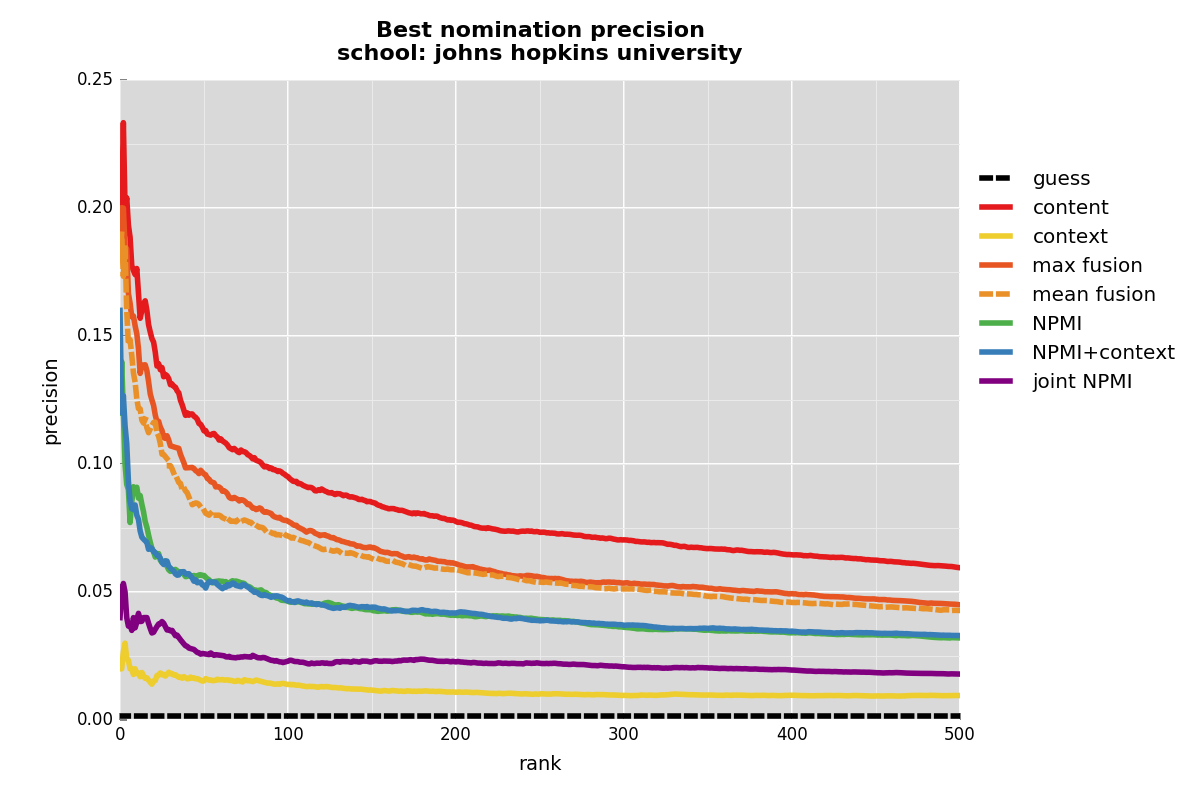 Best nomination precision
school: johns hopkins university
precision
0.25
0.20
0.15
0.10
0.05
0.00
0 100 200 300 400 500
rank
guess
content
context
max fusion
mean fusion
NPMI
NPMI+context
joint NPMI